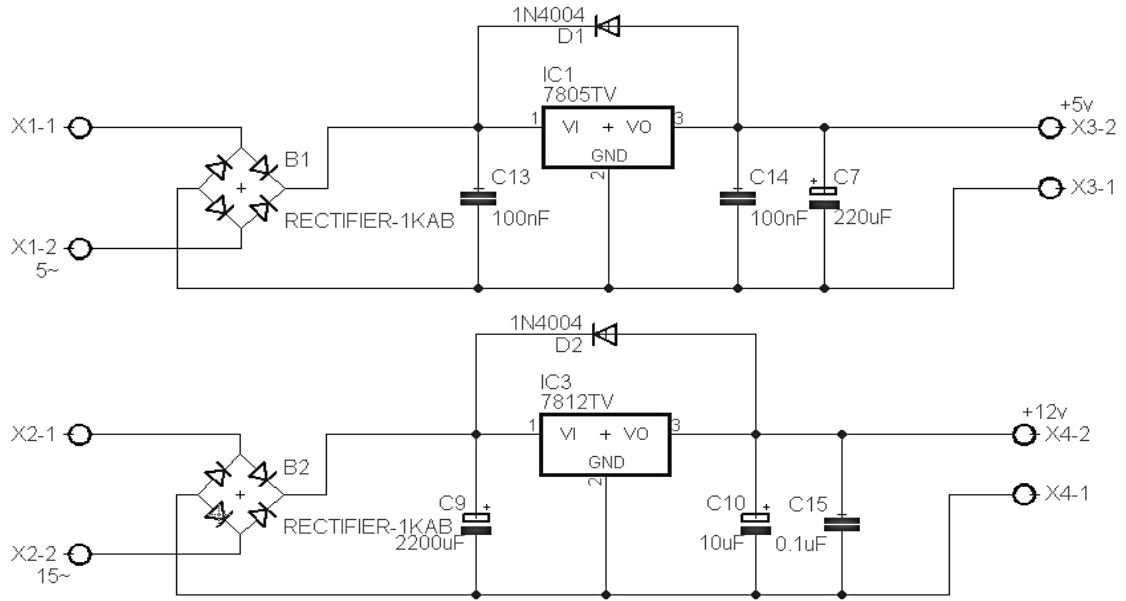 1N4004
D1
IC1
7805TV
+5v
X1-1
1
VI + VO
3
X3-2
GND
B1
2
C13
C14
+
C7
X3-1
100nF
100nF
220uF
RECTIFIER-1KAB
X1-2
5~
1N4004
D2
IC3
7812TV
+12v
X2-1
1
VI + VO
3
X4-2
GND
B2
2
C9
+
C10
+
C15
X4-1
RECTIFIER-1KAB
2200uF
10uF
0.1uF
X2-2
15~